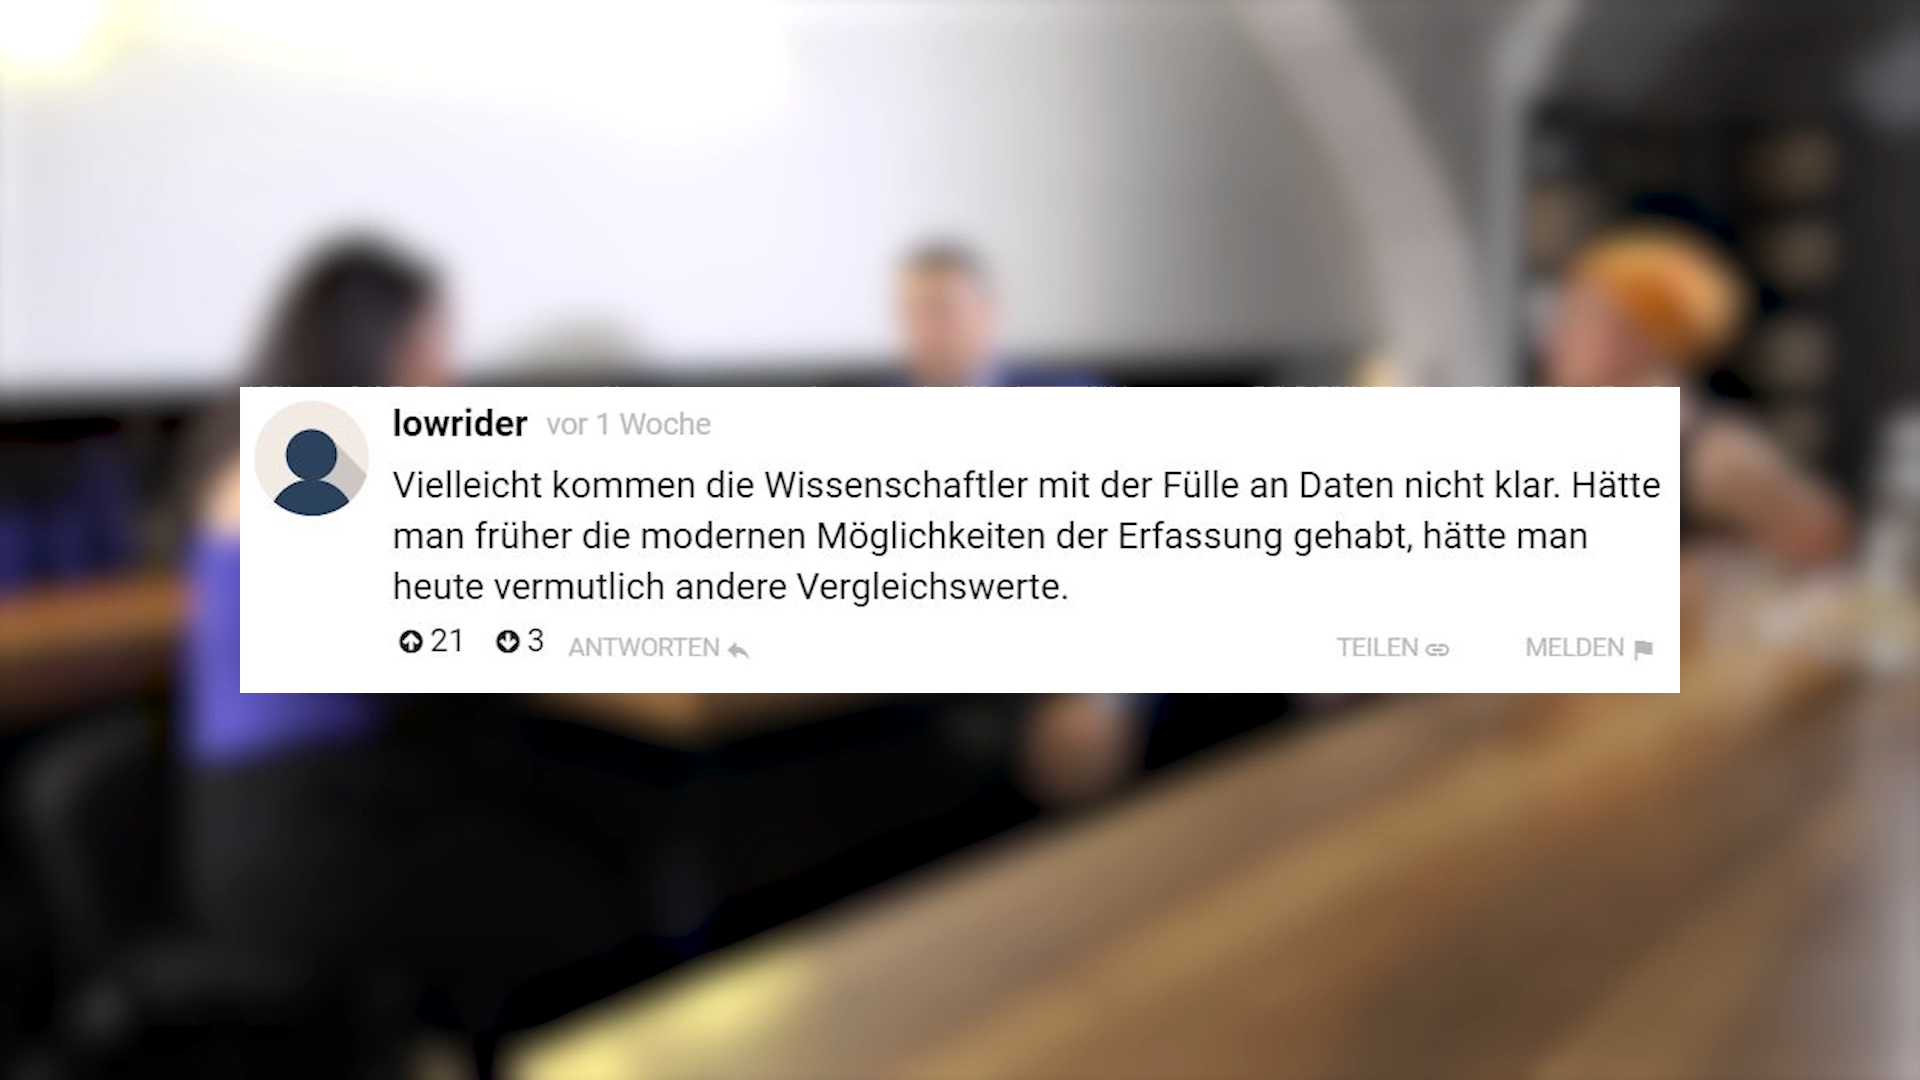 lowrider vor 1 Woche
Vielleicht kommen die Wissenschaftler mit der Fülle an Daten nicht klar. Hätte
man früher die modernen Möglichkeiten der Erfassung gehabt, hätte man
heute vermutlich andere Vergleichswerte.
21 3 ANTWORTEN TEILEN MELDEN